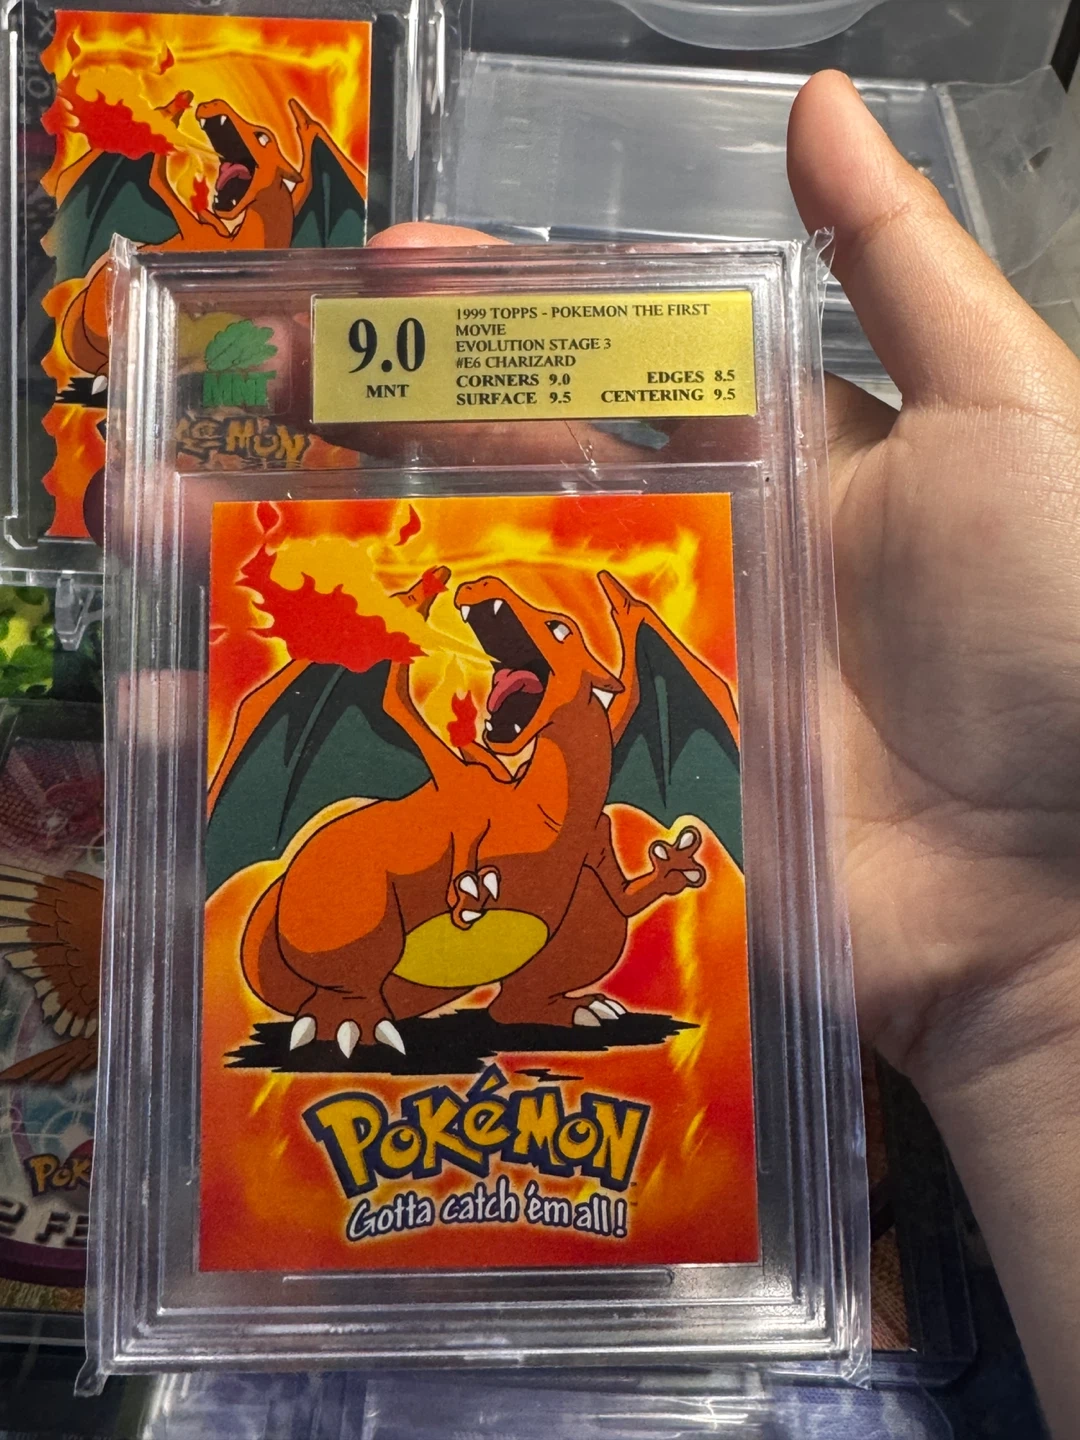 9.0
MNT
1999 TOPPS - POKEMON THE FIRST
MOVIE
EVOLUTION STAGE 3
#E6 CHARIZARD
CORNERS 9.0 EDGES 8.5
SURFACE 9.5 CENTERING 9.5
MNT
POKéMON
Gotta catch 'em all!